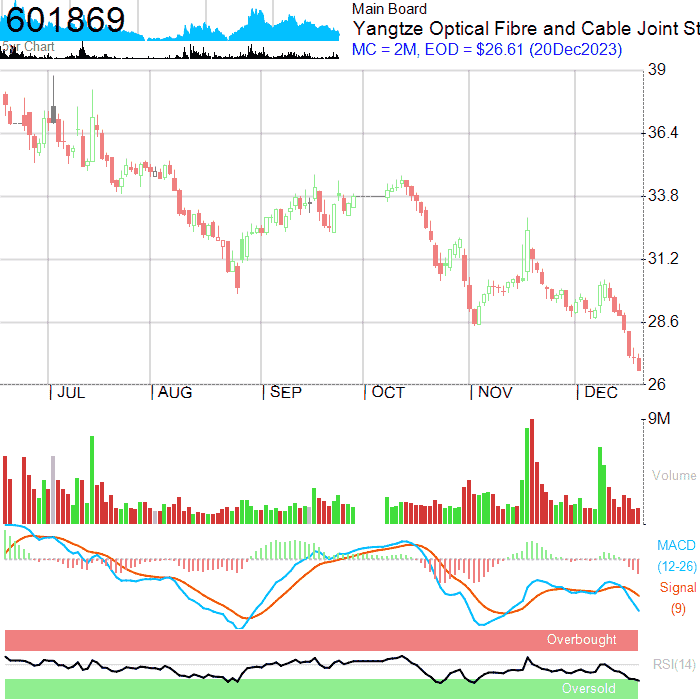 601869
5yr Chart
Main Board
Yangtze Optical Fibre and Cable Joint St
MC = 2M, EOD = $26.61 (20Dec2023)
39
36.4
33.8
31.2
28.6
26
JUL AUG SEP OCT NOV DEC
9M
Volume
MACD
(12-26)
Signal
(9)
Overbought
RSI(14)
Oversold